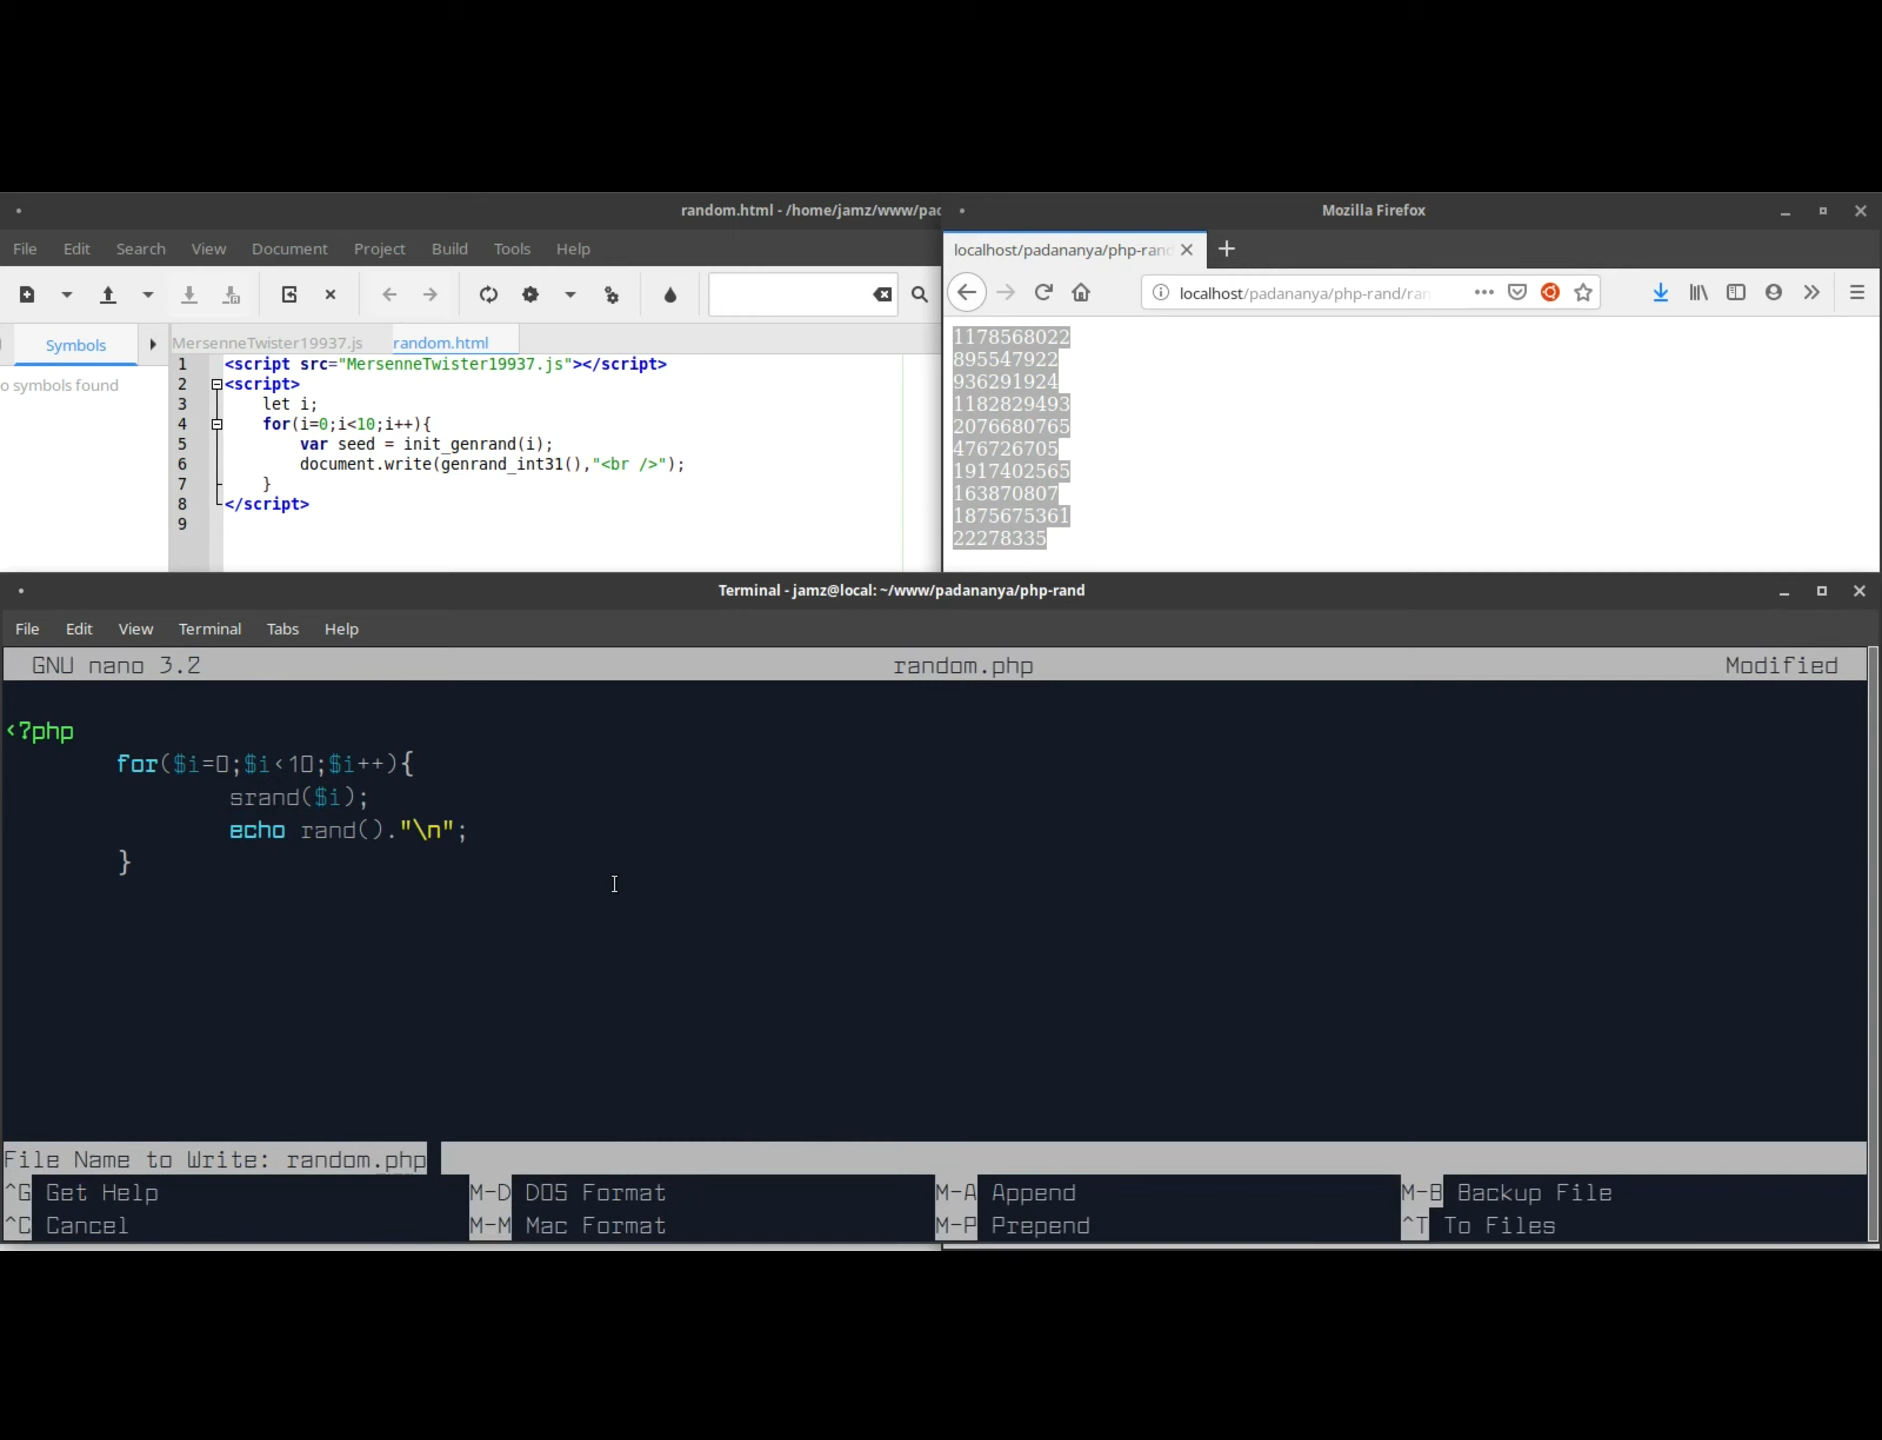 random.html - /home/jamz/www/pad
File Edit Search View Document Project Build Tools Help
Symbols
MersenneTwister19937.js random.html
o symbols found
1 <script src="MersenneTwister19937.js"></script>
2 <script>
3 let i;
4 for(i=0;i<10;i++){
5 var seed = init_genrand(i);
6 document.write(genrand_int31(),"<br />");
7 }
8 </script>
9
Mozilla Firefox
localhost/padananya/php-rand
localhost/padananya/php-rand/ran
1178568022
895547922
936291924
1182829493
2076680765
476726705
1917402565
163870807
1875675361
22278335
Terminal - jamz@local: ~/www/padananya/php-rand
File Edit View Terminal Tabs Help
GNU nano 3.2 random.php Modified
<?php
for($i=0;$i<10;$i++){
srand($i);
echo rand()."\n";
}
File Name to Write: random.php
^G Get Help M-D DOS Format M-A Append M-B Backup File
^C Cancel M-M Mac Format M-P Prepend ^T To Files